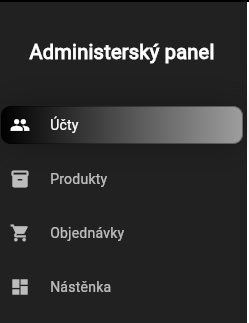 Administerský panel
Účty
Produkty
Objednávky
Nástěnka